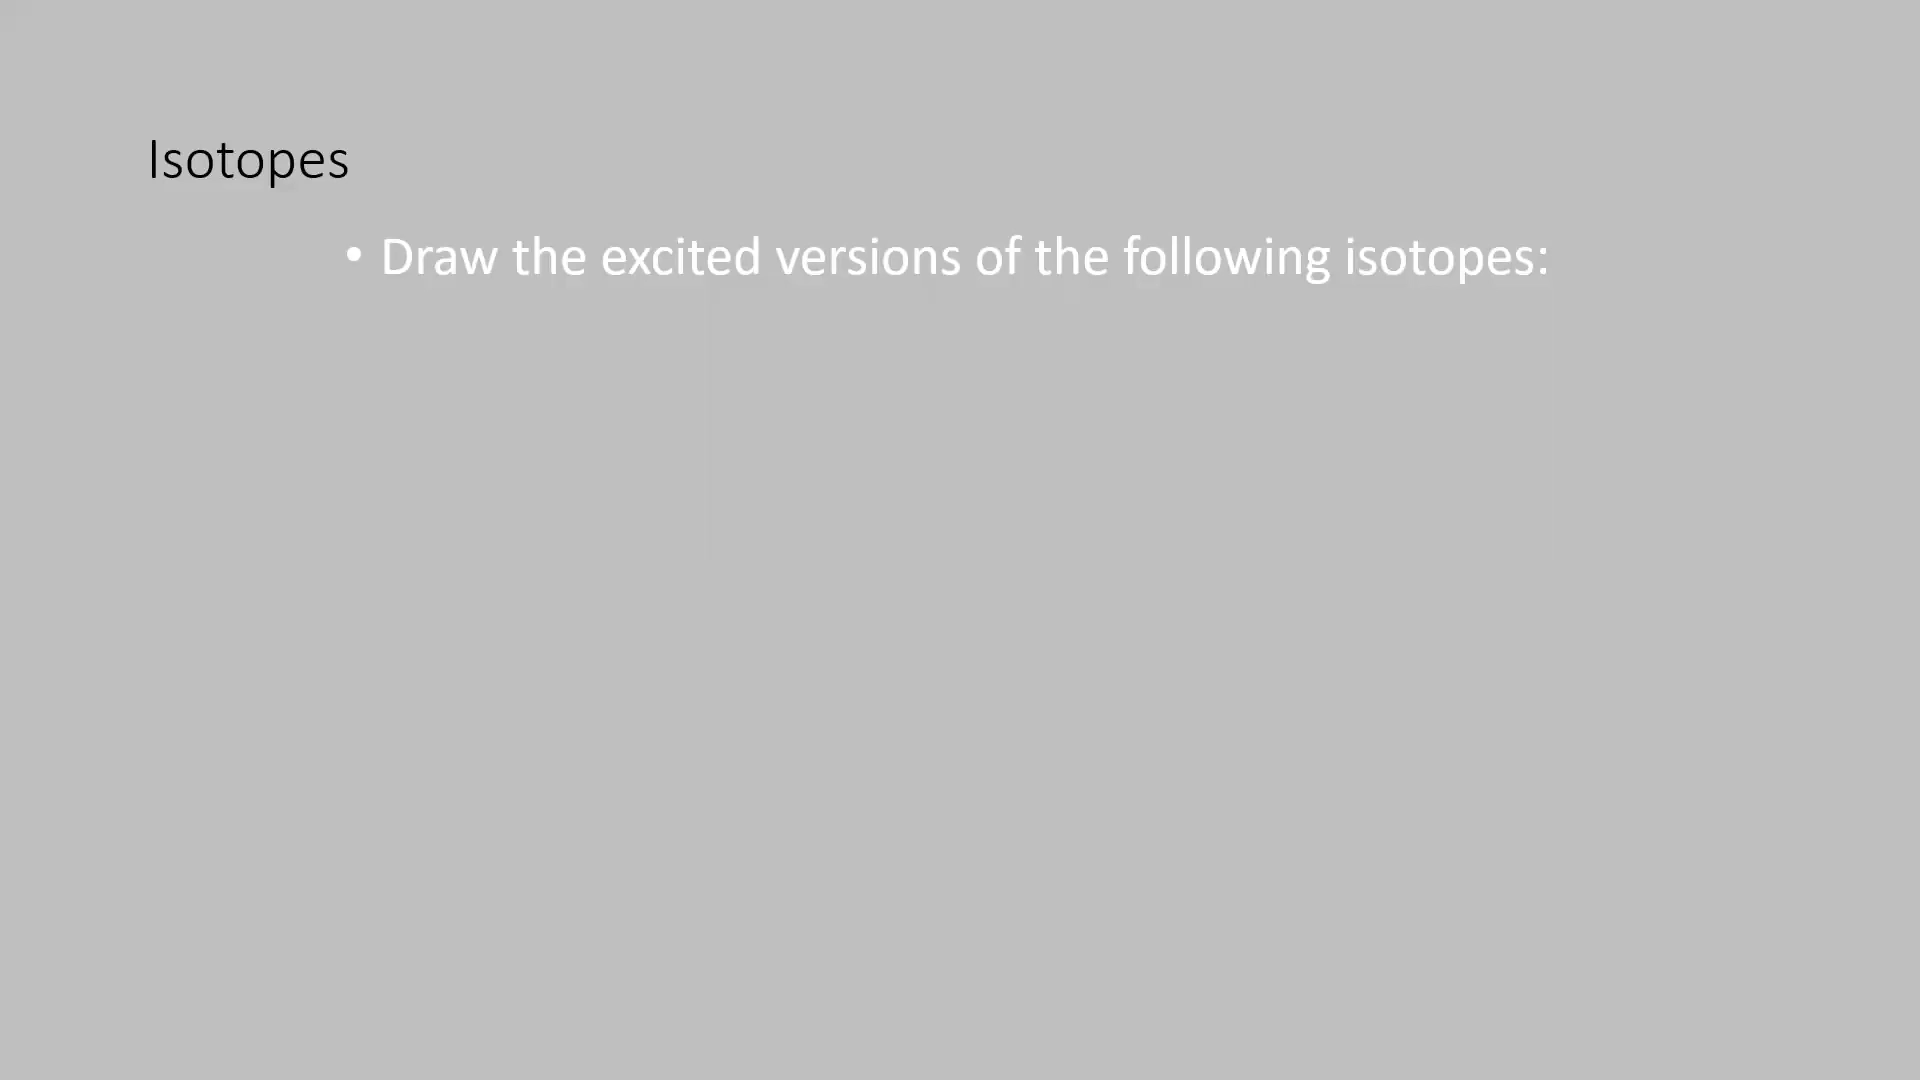 Isotopes
• Draw the excited versions of the following isotopes: